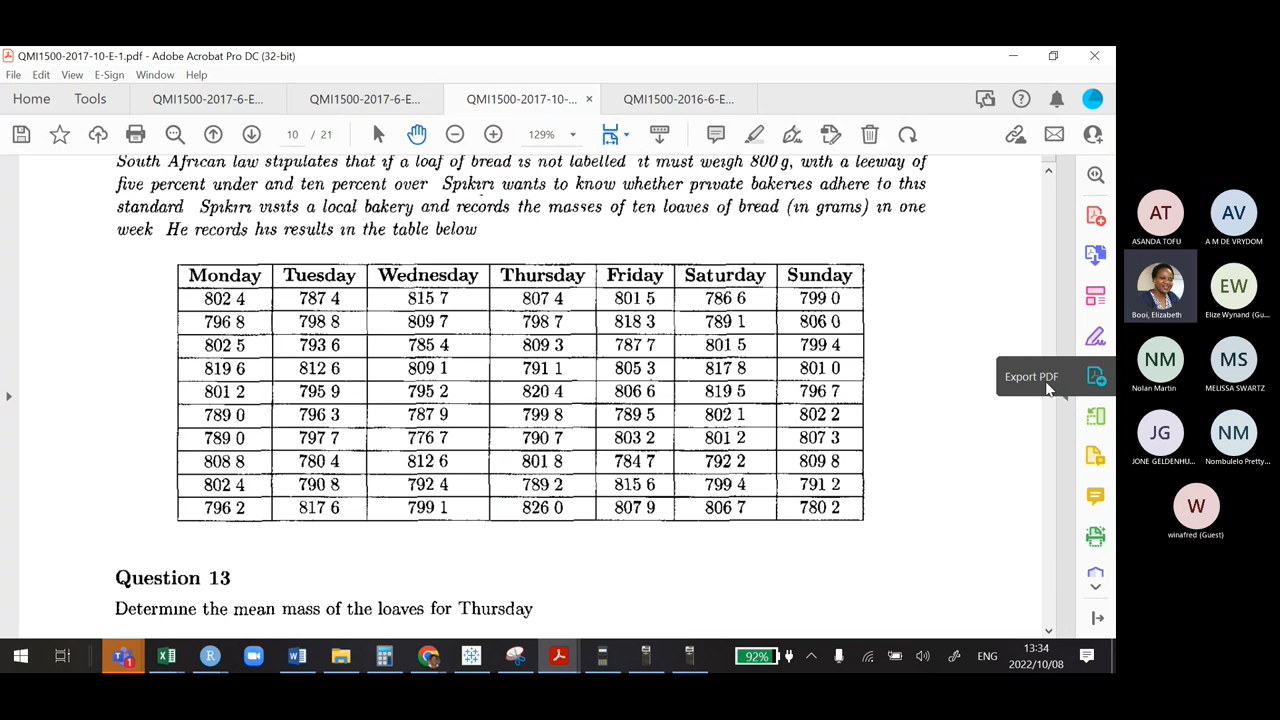 QMI1500-2017-10-E-1.pdf - Adobe Acrobat Pro DC (32-bit)
File Edit View E-Sign Window Help
Home Tools QMI1500-2017-6-E... QMI1500-2017-6-E... QMI1500-2017-10-... × QMI1500-2016-6-E...
10 / 21 129%
South African law stipulates that if a loaf of bread is not labelled it must weigh 800 g, with a leeway of
five percent under and ten percent over Spikiri wants to know whether private bakeries adhere to this
standard Spikiri visits a local bakery and records the masses of ten loaves of bread (in grams) in one
week He records his results in the table below
Monday Tuesday Wednesday Thursday Friday Saturday Sunday
802 4 787 4 815 7 807 4 801 5 786 6 799 0
796 8 798 8 809 7 798 7 818 3 789 1 806 0
802 5 793 6 785 4 809 3 787 7 801 5 799 4
819 6 812 6 809 1 791 1 805 3 817 8 801 0
801 2 795 9 795 2 820 4 806 6 819 5 796 7
789 0 796 3 787 9 799 8 789 5 802 1 802 2
789 0 797 7 776 7 790 7 803 2 801 2 807 3
808 8 780 4 812 6 801 8 784 7 792 2 809 8
802 4 790 8 792 4 789 2 815 6 799 4 791 2
796 2 817 6 799 1 826 0 807 9 806 7 780 2
Question 13
Determine the mean mass of the loaves for Thursday
Export PDF
AT AV
ASANDA TOFU A M DE VRYDOM
EW
Booi, Elizabeth Elize Wynand (Gu...
NM MS
Nolan Martin MELISSA SWARTZ
JG NM
JONE GELDENHU... Nombulelo Pretty...
W
winafred (Guest)
92% ENG 13:34
2022/10/08